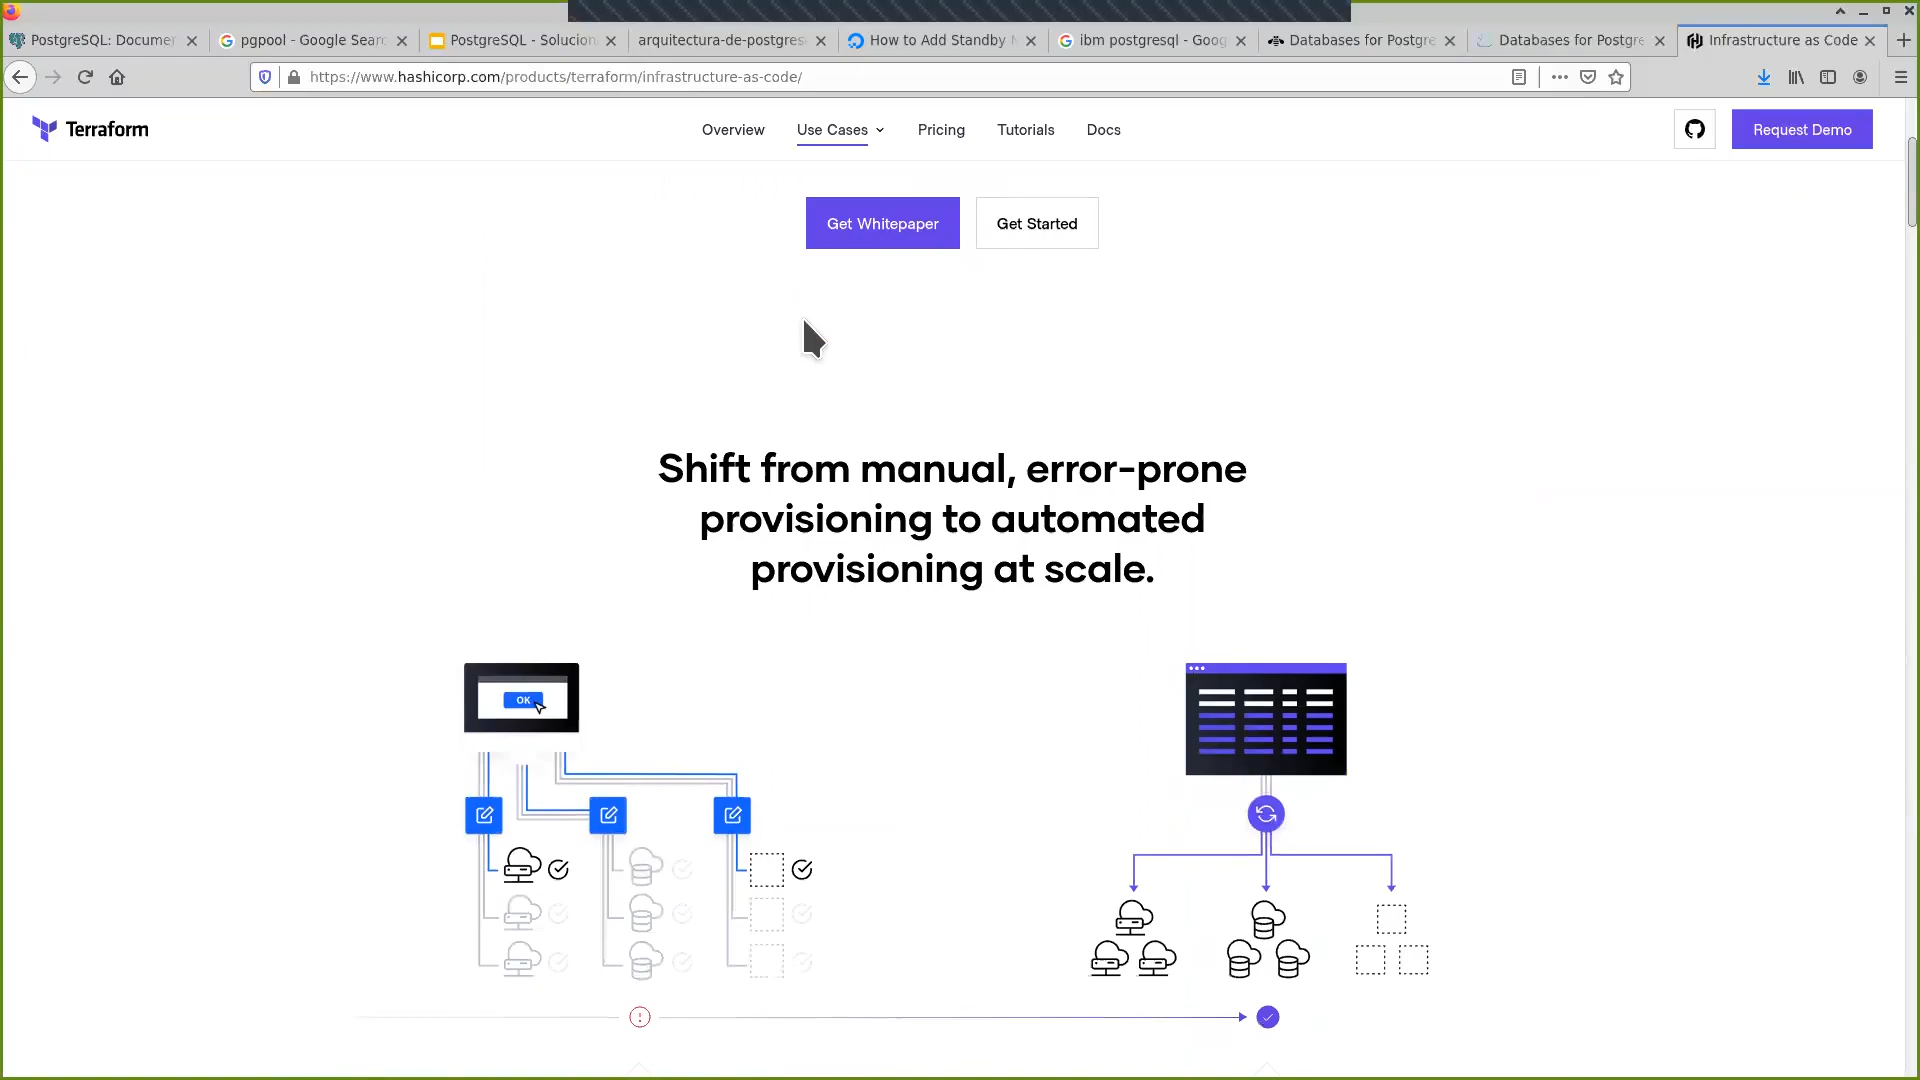 PostgreSQL: Documen
pgpool - Google Searc
PostgreSQL - Solucion
arquitectura-de-postgres
How to Add Standby N
ibm postgresql - Goog
Databases for Postgre
Databases for Postgre
Infrastructure as Code
https://www.hashicorp.com/products/terraform/infrastructure-as-code/
Terraform
Overview
Use Cases
Pricing
Tutorials
Docs
Request Demo
Get Whitepaper
Get Started
Shift from manual, error-prone
provisioning to automated
provisioning at scale.
OK